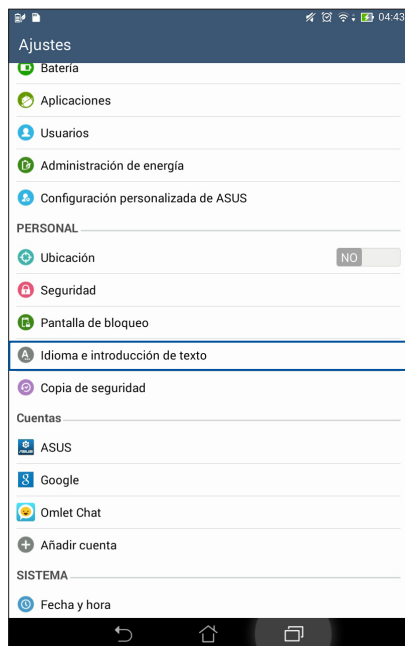 04:43
Ajustes
Batería
Aplicaciones
Usuarios
Administración de energía
Configuración personalizada de ASUS
PERSONAL
Ubicación NO
Seguridad
Pantalla de bloqueo
Idioma e introducción de texto
Copia de seguridad
Cuentas
ASUS
Google
Omlet Chat
Añadir cuenta
SISTEMA
Fecha y hora